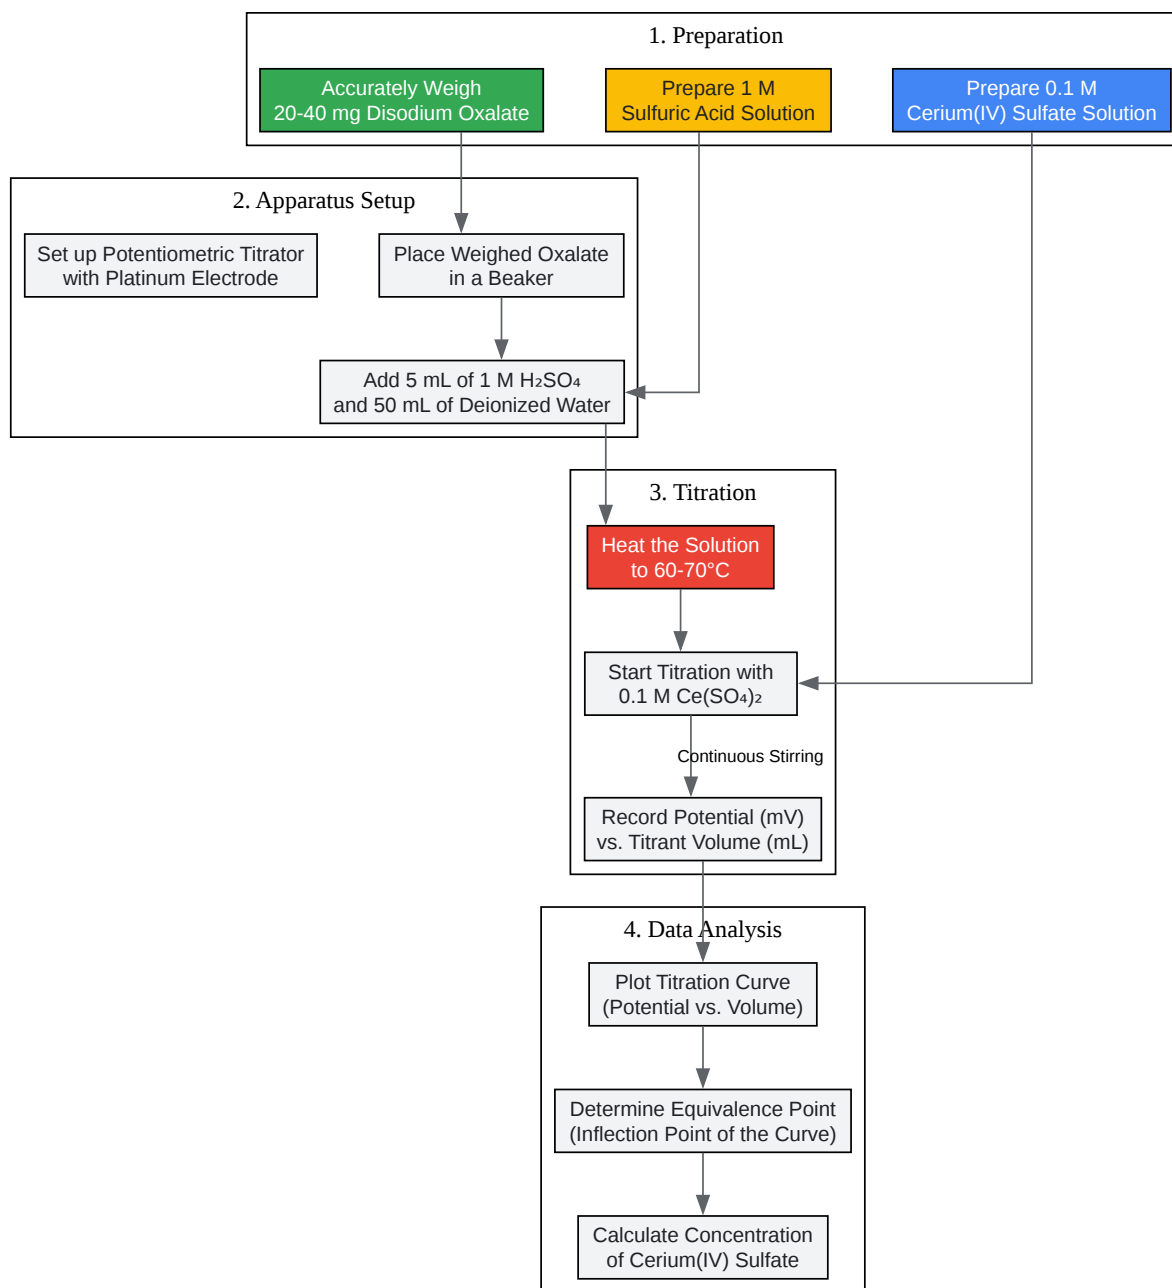 1. Preparation
Accurately Weigh
20-40 mg Disodium Oxalate
Prepare 1 M
Sulfuric Acid Solution
Prepare 0.1 M
Cerium(IV) Sulfate Solution
2. Apparatus Setup
Set up Potentiometric Titrator
with Platinum Electrode
Place Weighed Oxalate
in a Beaker
Add 5 mL of 1 M H₂SO₄
and 50 mL of Deionized Water
3. Titration
Heat the Solution
to 60-70°C
Start Titration with
0.1 M Ce(SO₄)₂
Continuous Stirring
Record Potential (mV)
vs. Titrant Volume (mL)
4. Data Analysis
Plot Titration Curve
(Potential vs. Volume)
Determine Equivalence Point
(Inflection Point of the Curve)
Calculate Concentration
of Cerium(IV) Sulfate